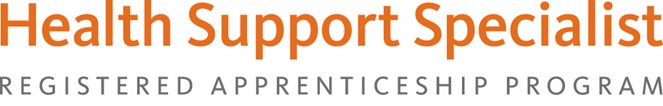 Health Support Specialist
REGISTERED APPRENTICESHIP PROGRAM